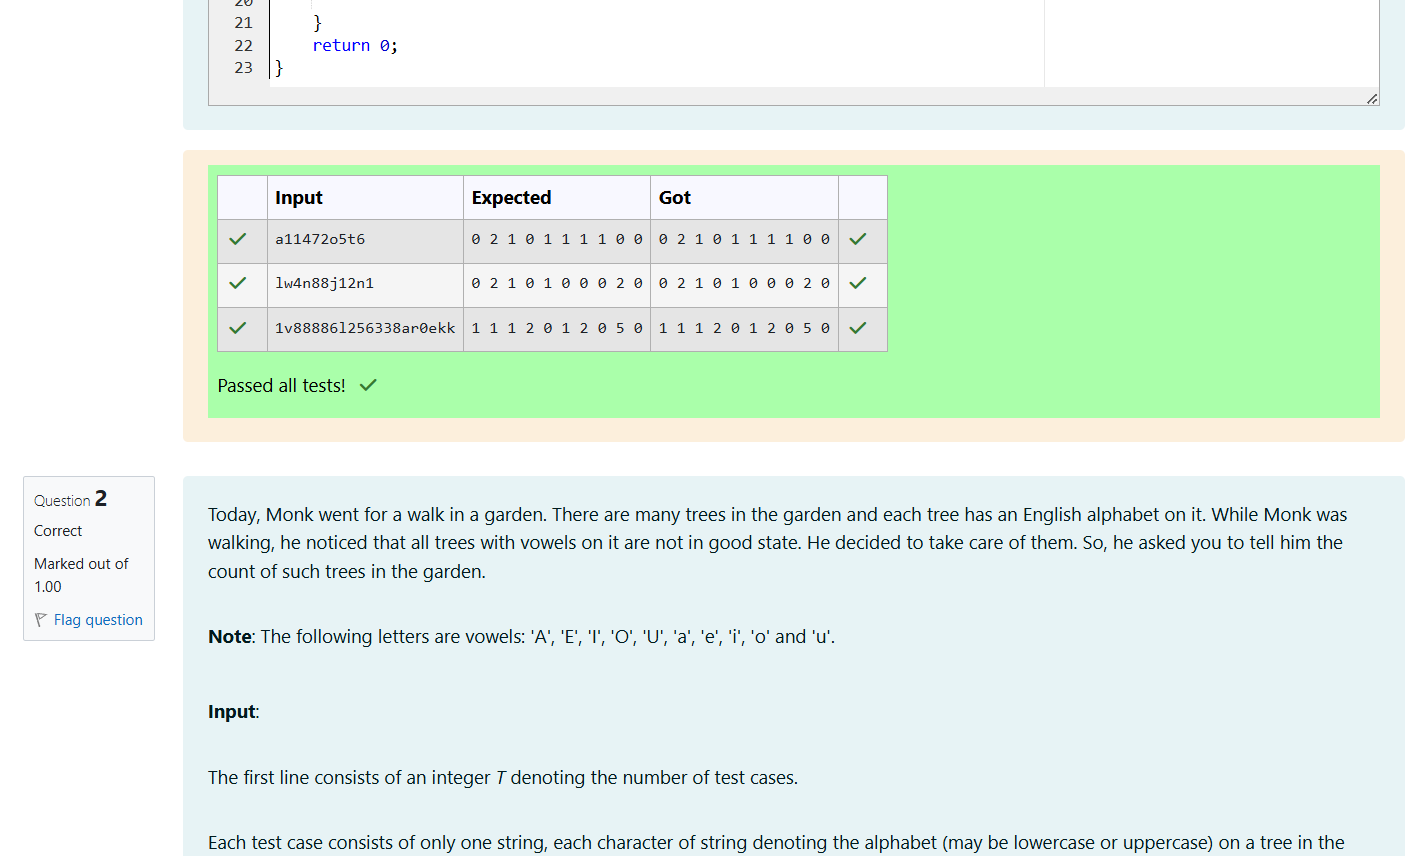 20
21 }
22 return 0;
23 }
Input Expected Got
a11472o5t6 0 2 1 0 1 1 1 1 0 0 0 2 1 0 1 1 1 1 0 0
lw4n88j12n1 0 2 1 0 1 0 0 0 2 0 0 2 1 0 1 0 0 0 2 0
1v88886l256338ar0ekk 1 1 1 2 0 1 2 0 5 0 1 1 1 2 0 1 2 0 5 0
Passed all tests!
Question 2
Correct
Marked out of
1.00
Flag question
Today, Monk went for a walk in a garden. There are many trees in the garden and each tree has an English alphabet on it. While Monk was
walking, he noticed that all trees with vowels on it are not in good state. He decided to take care of them. So, he asked you to tell him the
count of such trees in the garden.
Note: The following letters are vowels: 'A', 'E', 'I', 'O', 'U', 'a', 'e', 'i', 'o' and 'u'.
Input:
The first line consists of an integer T denoting the number of test cases.
Each test case consists of only one string, each character of string denoting the alphabet (may be lowercase or uppercase) on a tree in the